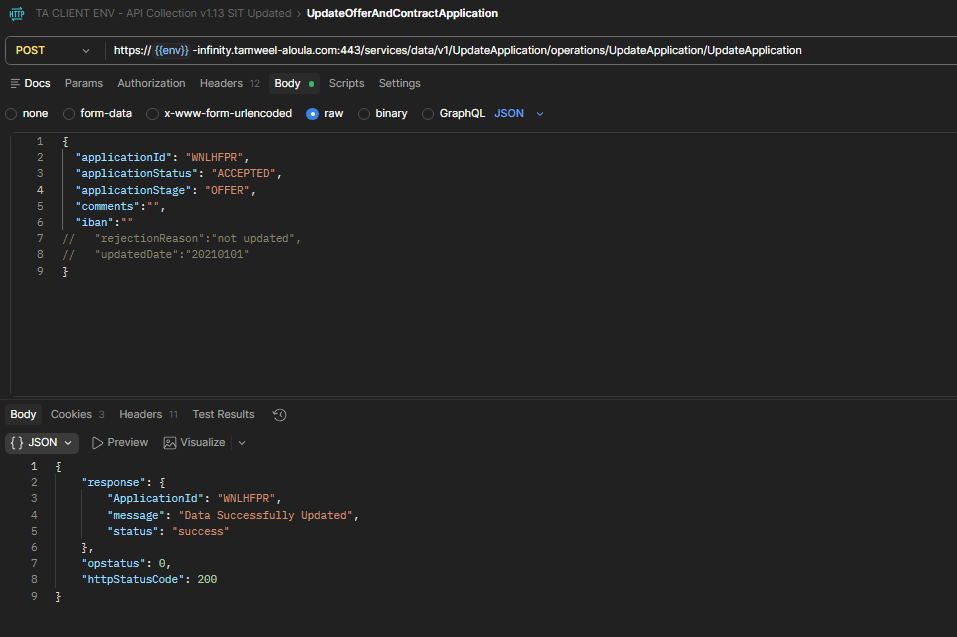 HTTP TA CLIENT ENV - API Collection v1.13 SIT Updated > UpdateOfferAndContractApplication
POST https:// {{env}} -infinity.tamweel-aloula.com:443/services/data/v1/UpdateApplication/operations/UpdateApplication/UpdateApplication
Docs Params Authorization Headers 12 Body Scripts Settings
none form-data x-www-form-urlencoded raw binary GraphQL JSON
1 {
2 "applicationId": "WNLHFPR",
3 "applicationStatus": "ACCEPTED",
4 "applicationStage": "OFFER",
5 "comments":"",
6 "iban":""
7 // "rejectionReason":"not updated",
8 // "updatedDate":"20210101"
9 }
Body Cookies 3 Headers 11 Test Results
{} JSON Preview Visualize
1 {
2 "response": {
3 "ApplicationId": "WNLHFPR",
4 "message": "Data Successfully Updated",
5 "status": "success"
6 },
7 "opstatus": 0,
8 "httpStatusCode": 200
9 }